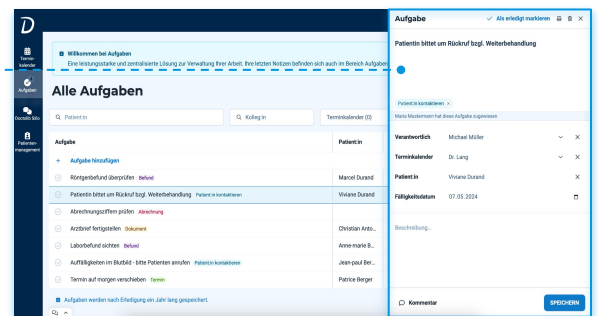 D
Termin-
kalender
Aufgaben
Doctolib Siilo
Patienten-
management
Willkommen bei Aufgaben
Eine leistungsstarke und zentralisierte Lösung zur Verwaltung Ihrer Arbeit. Ihre letzten Notizen befinden sich auch im Bereich Aufgaben
Alle Aufgaben
Patient:in
Kolleg:in
Terminkalender (0)
Aufgabe Patient:in
+ Aufgabe hinzufügen
Röntgenbefund überprüfen Befund Marcel Durand
Patientin bittet um Rückruf bzgl. Weiterbehandlung Patient:in kontaktieren Viviane Durand
Abrechnungsziffern prüfen Abrechnung
Arztbrief fertigstellen Dokument Christian Anto...
Laborbefund sichten Befund Anne-marie B...
Auffälligkeiten im Blutbild - bitte Patienten anrufen Patient:in kontaktieren Jean-paul Ber...
Termin auf morgen verschieben Termin Patrice Berger
Aufgaben werden nach Erledigung ein Jahr lang gespeichert.
Aufgabe Als erledigt markieren
Patientin bittet um Rückruf bzgl. Weiterbehandlung
Patient:in kontaktieren ×
Maria Mustermann hat diese Aufgabe zugewiesen
Verantwortlich Michael Müller
Terminkalender Dr. Lang
Patient:in Viviane Durand
Fälligkeitsdatum 07.05.2024
Beschreibung...
Kommentar
SPEICHERN